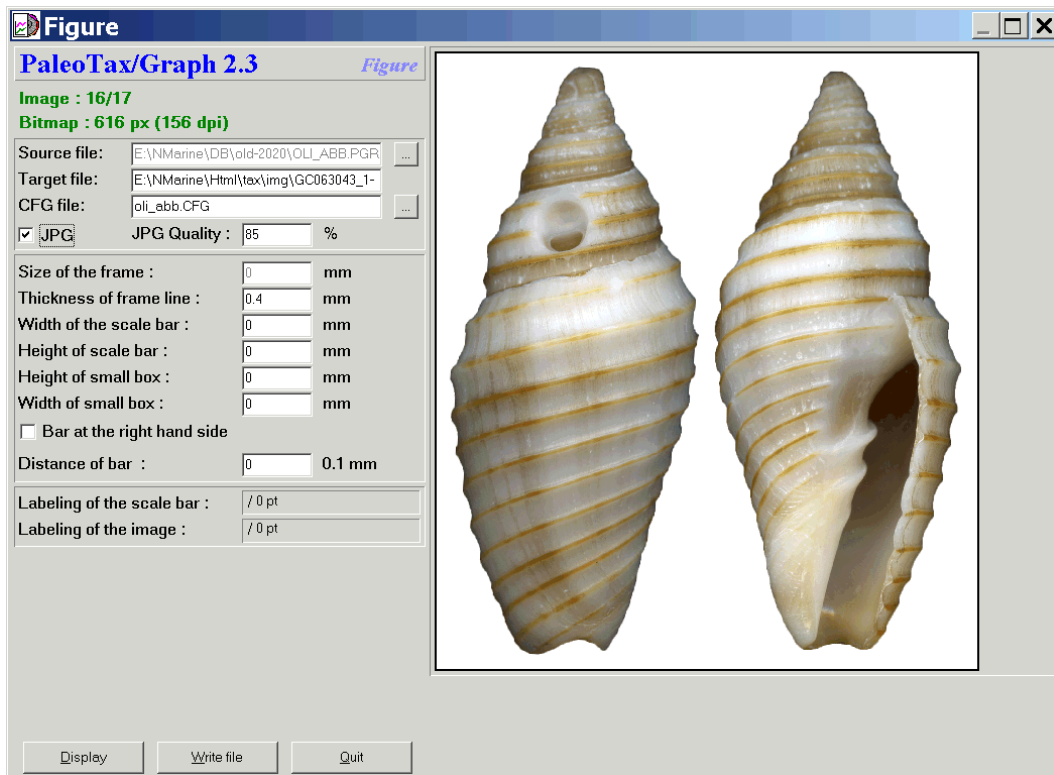 Figure
PaleoTax/Graph 2.3 Figure
Image : 16/17
Bitmap : 616 px (156 dpi)
Source file: E:\NMarine\DB\old-2020\OLI_ABB.PGR ...
Target file: E:\NMarine\Html\tax\img\GC063043_1-
CFG file: oli_abb.CFG ...
JPG JPG Quality : 85 %
Size of the frame : 0 mm
Thickness of frame line : 0.4 mm
Width of the scale bar : 0 mm
Height of scale bar : 0 mm
Height of small box : 0 mm
Width of small box : 0 mm
Bar at the right hand side
Distance of bar : 0 0.1 mm
Labeling of the scale bar : / 0 pt
Labeling of the image : / 0 pt
Display Write file Quit